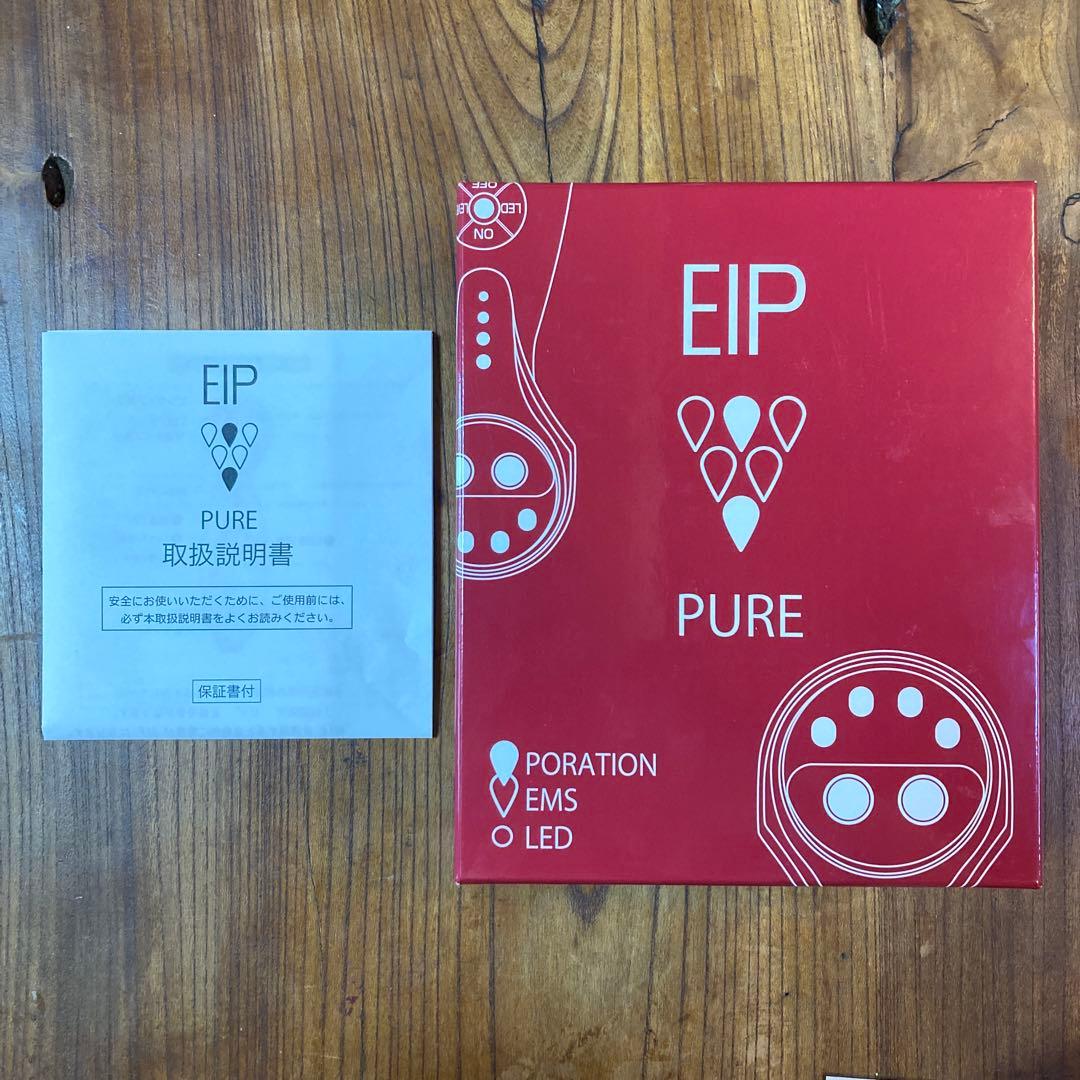 EIP
PURE
取扱説明書
安全にお使いいただくために、ご使用前には、
必ず本取扱説明書をよくお読みください。
保証書付
OFF
LED
ON
EIP
PURE
PORATION
EMS
LED